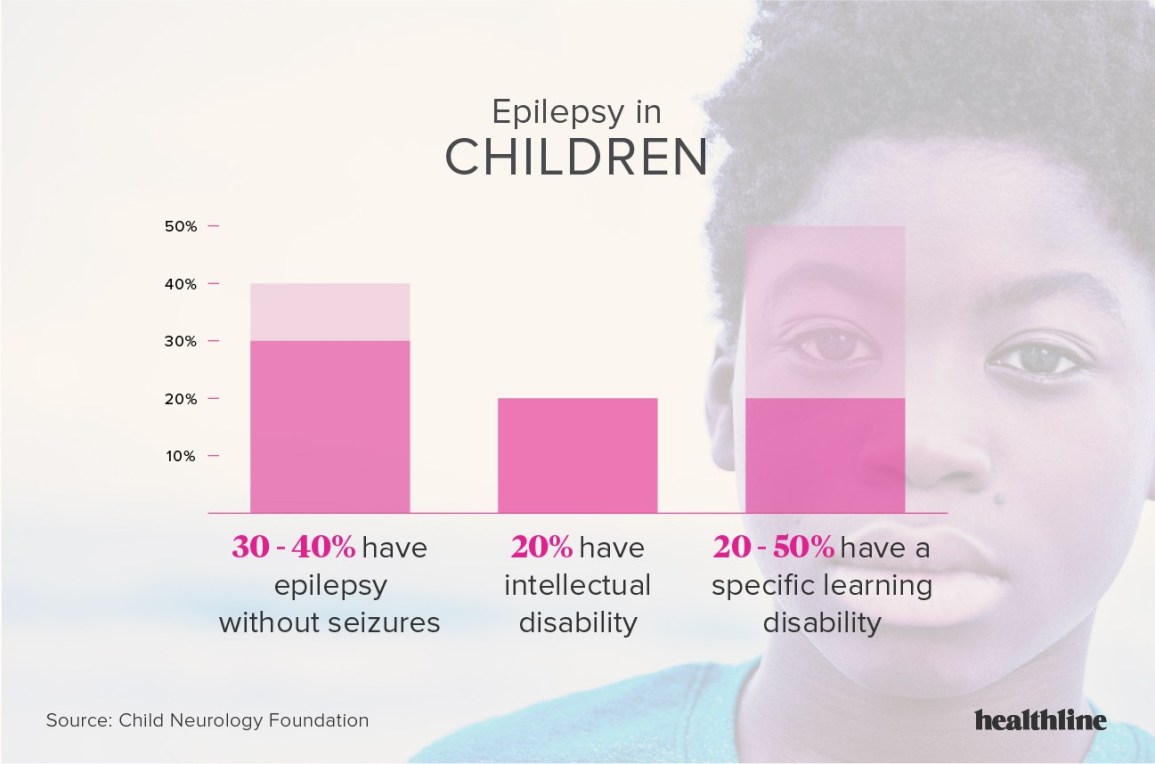 Epilepsy in
CHILDREN
50%
40%
30%
20%
10%
30 - 40% have
epilepsy
without seizures
20% have
intellectual
disability
20 - 50% have a
specific learning
disability
Source: Child Neurology Foundation
healthline